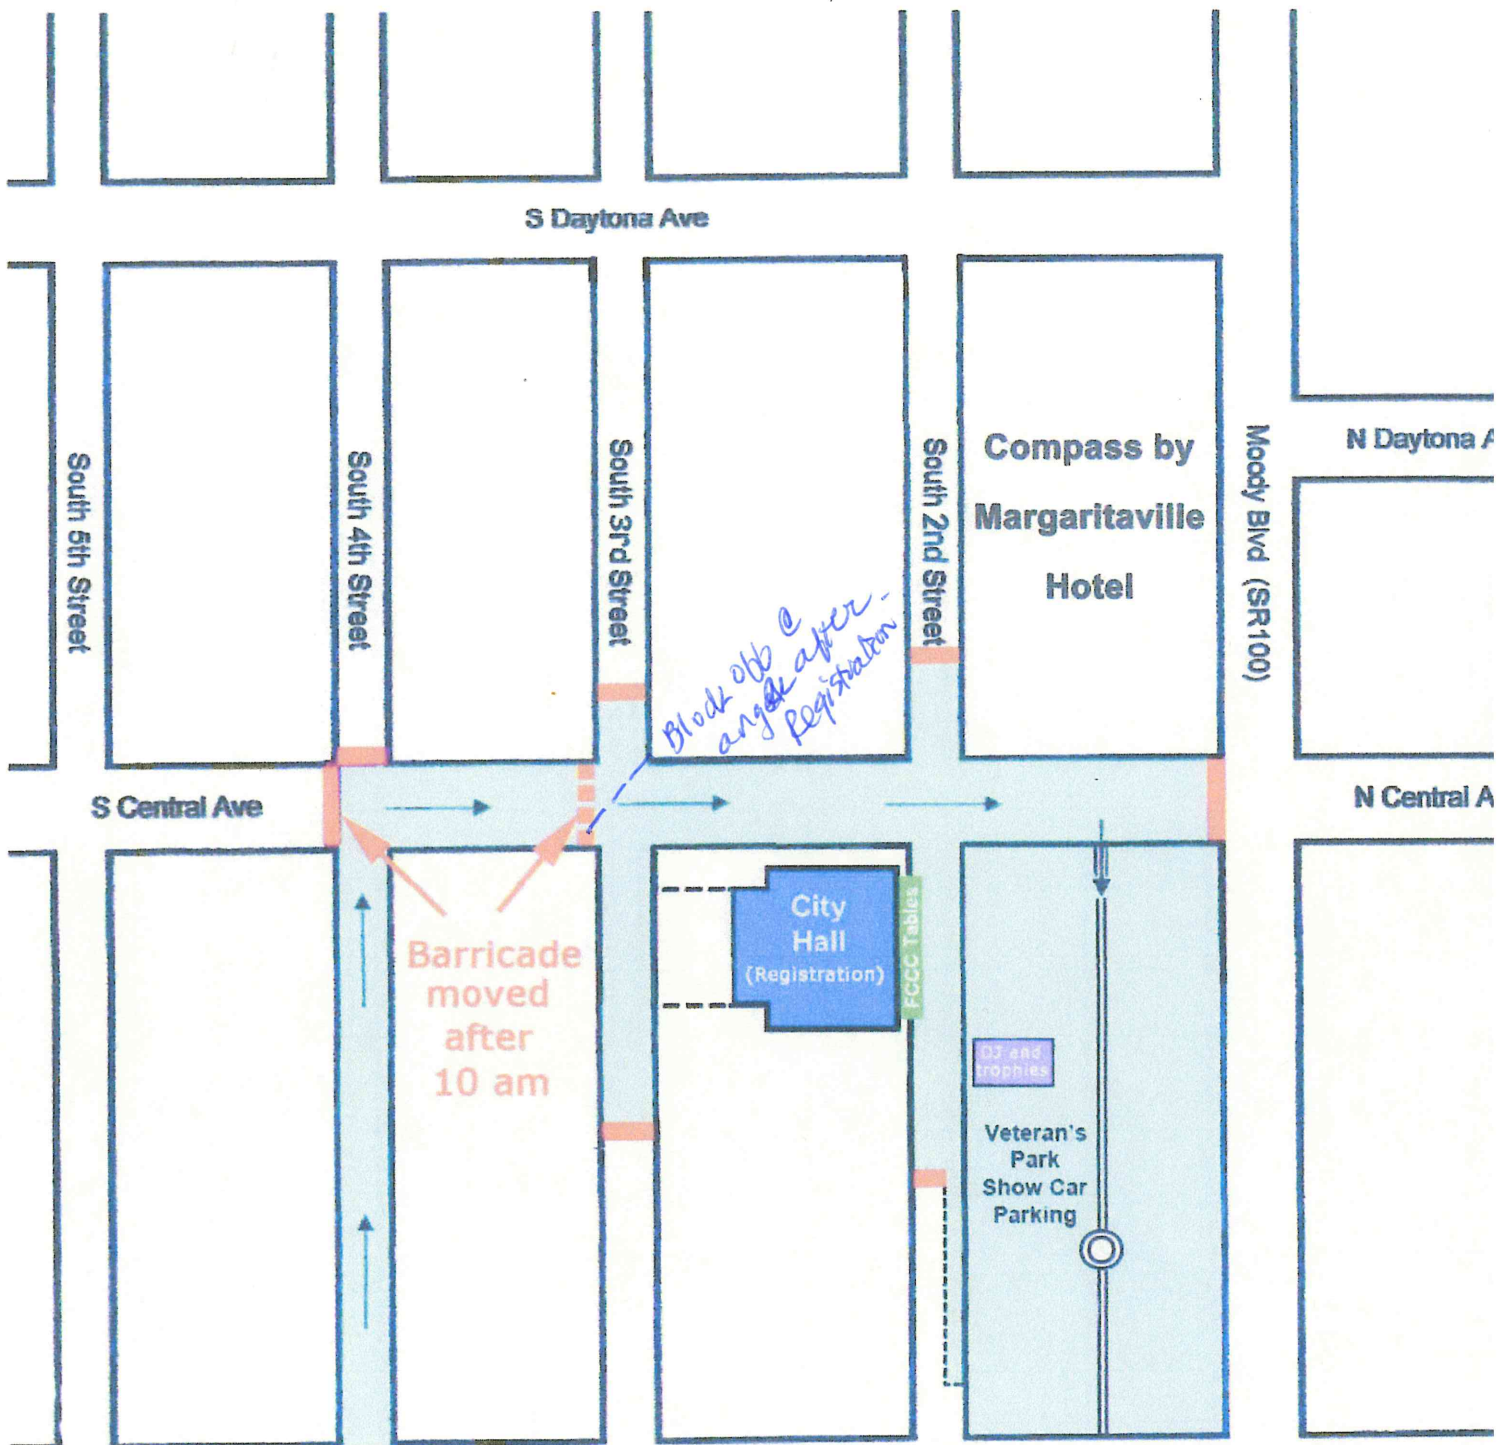 S Daytona Ave
South 5th Street
South 4th Street
South 3rd Street
South 2nd Street
Compass by
Margaritaville
Hotel
Moody Blvd (SR100)
N Daytona A
Block off @
angle after
Registration
S Central Ave
N Central A
Barricade
moved
after
10 am
City
Hall
(Registration)
FCCC Tables
DJ and
trophies
Veteran's
Park
Show Car
Parking